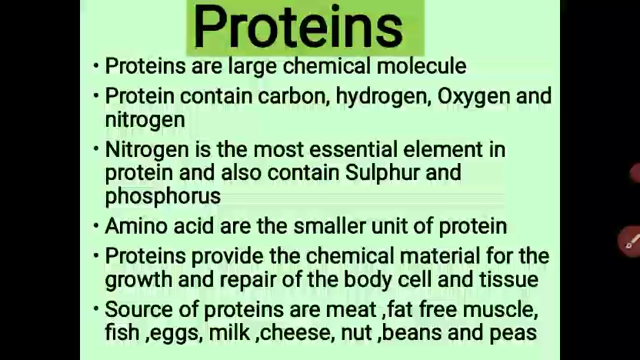 Proteins
• Proteins are large chemical molecule
• Protein contain carbon, hydrogen, Oxygen and
nitrogen
• Nitrogen is the most essential element in
protein and also contain Sulphur and
phosphorus
• Amino acid are the smaller unit of protein
• Proteins provide the chemical material for the
growth and repair of the body cell and tissue
• Source of proteins are meat ,fat free muscle,
fish ,eggs, milk ,cheese, nut ,beans and peas